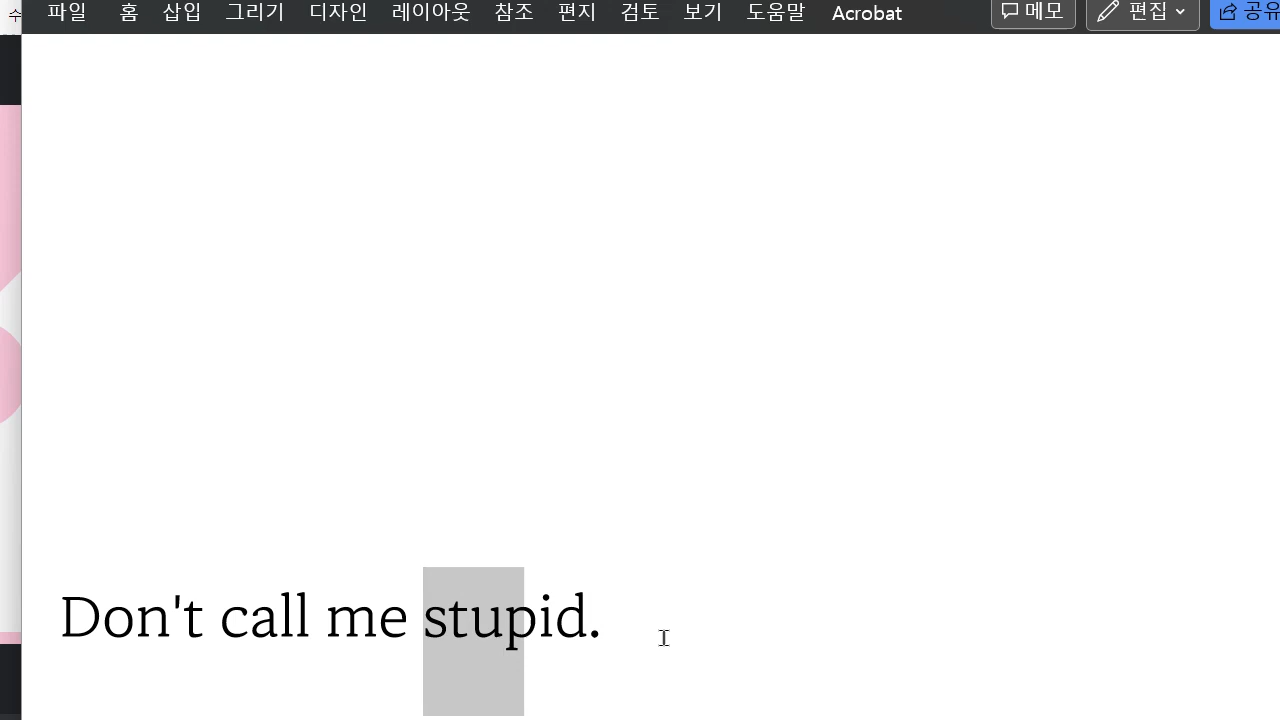 수
파일 홈 삽입 그리기 디자인 레이아웃 참조 편지 검토 보기 도움말 Acrobat 메모 편집 공유
Don't call me stupid.